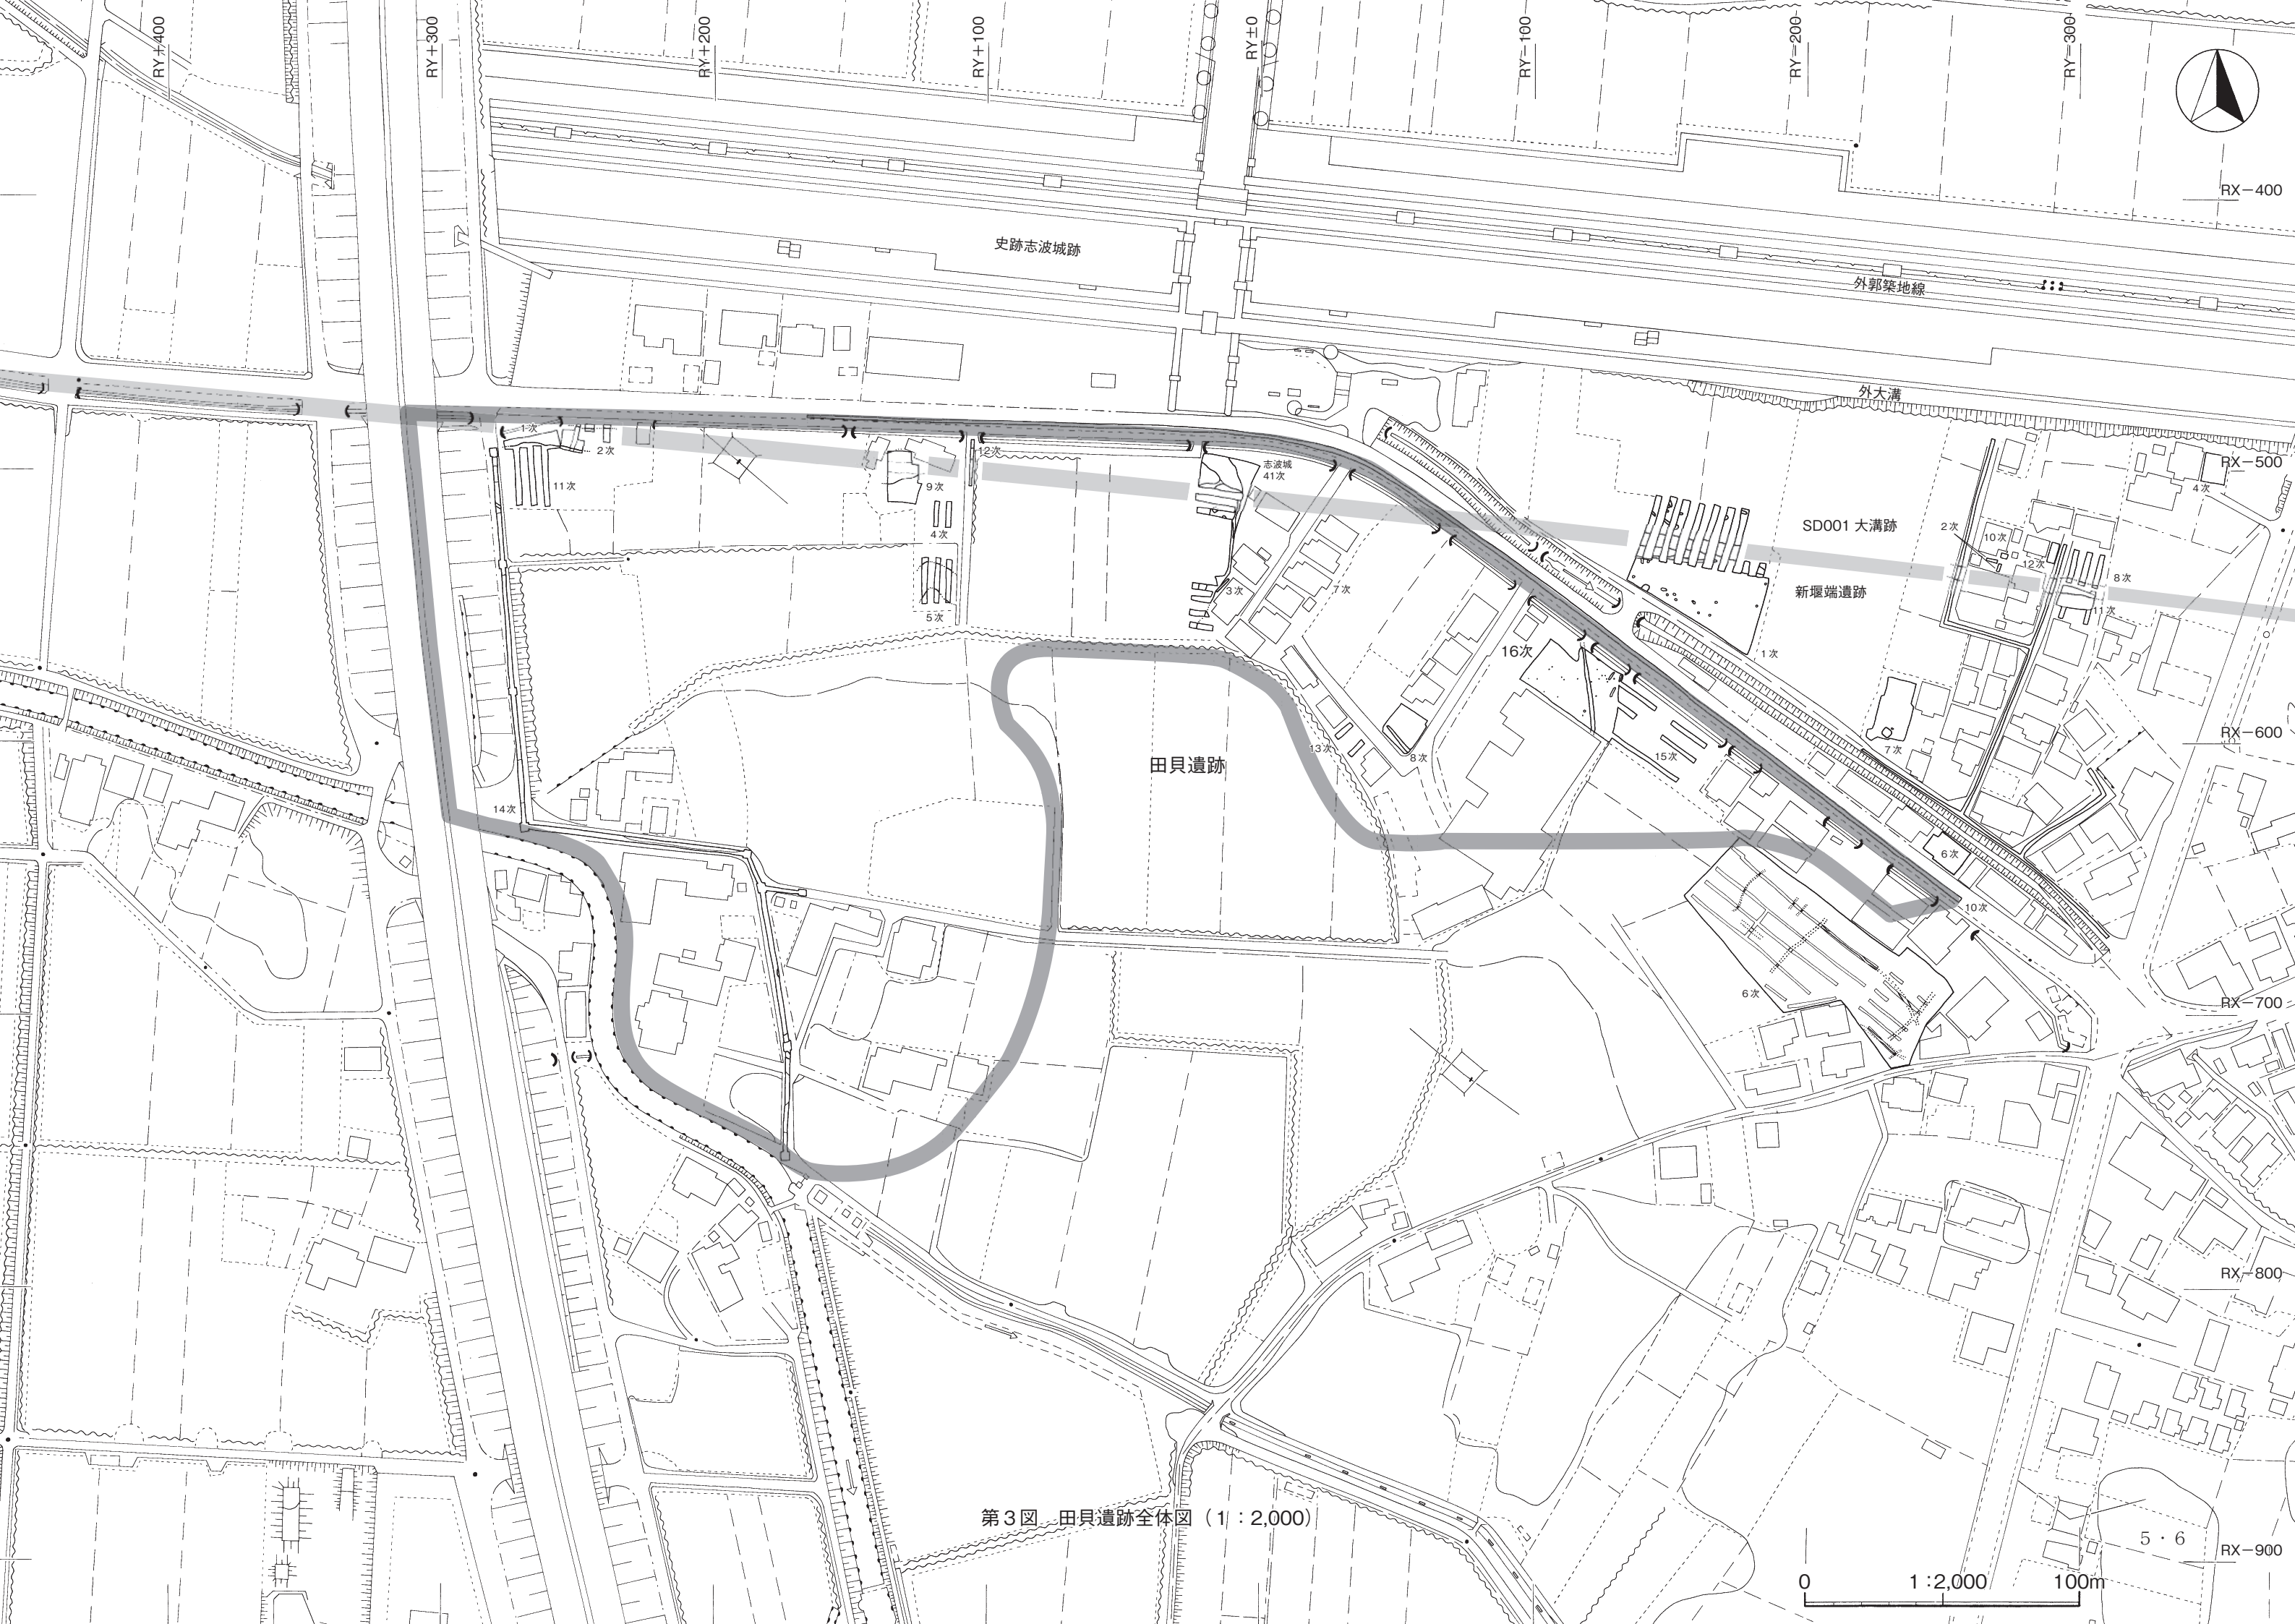 RY＋400
RY＋300
RY＋200
RY＋100
RY±0
RY－100
RY－200
RY－300
RX－400
史跡志波城跡
外郭築地線
外大溝
1次
2次
12次
志波城
41次
RX－500
11次
9次
4次
4次
SD001 大溝跡
2次
10次
12次
8次
新堰端遺跡
11次
5次
3次
7次
16次
1次
田貝遺跡
13次
8次
15次
7次
RX－600
14次
6次
10次
6次
RX－700
RX－800
第３図　田貝遺跡全体図（1：2,000）
5・6
RX－900
0
1:2,000
100m